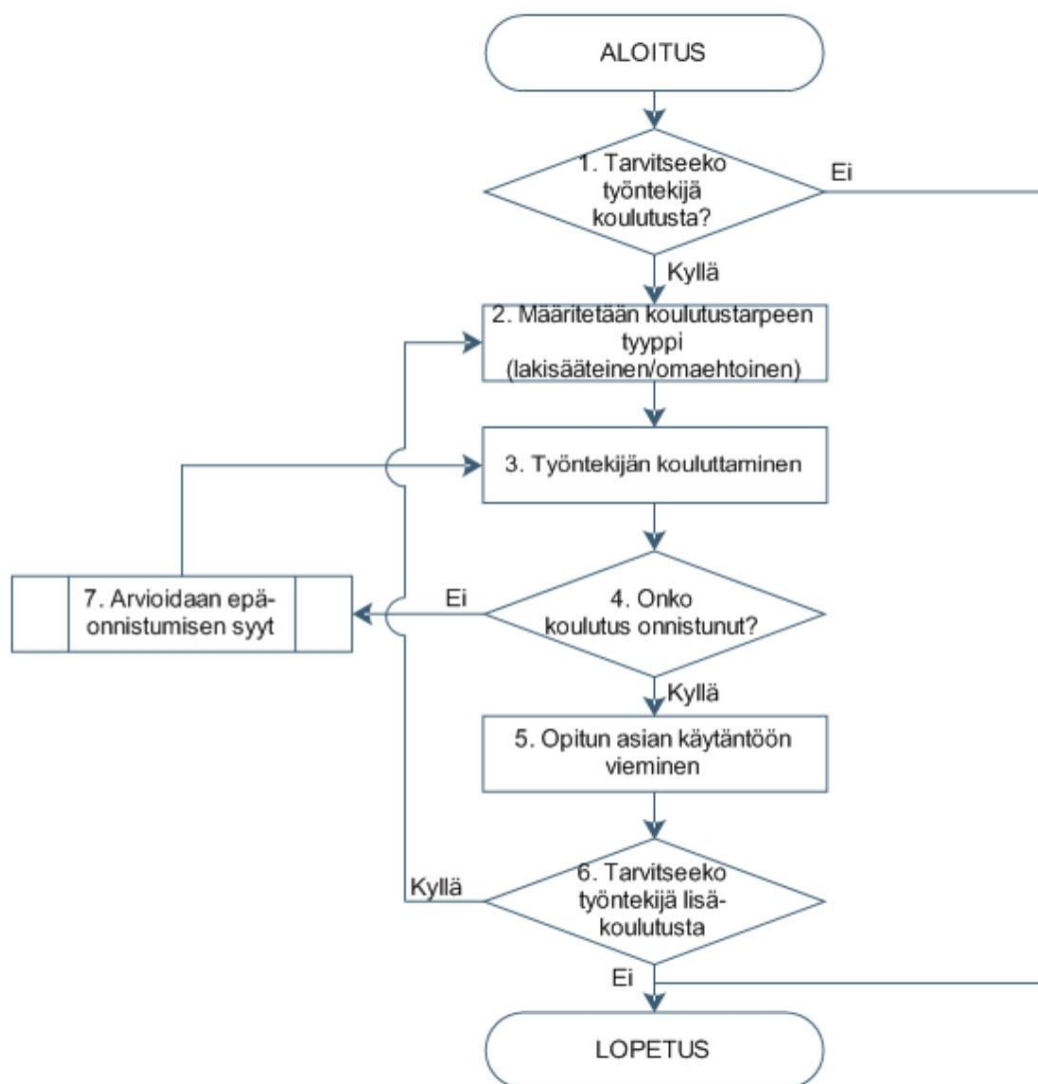 ALOITUS
1. Tarvitseeko
työntekijä
koulutusta?
Ei
Kyllä
2. Määritetään koulutustarpeen
tyyppi
(lakisääteinen/omaehtoinen)
3. Työntekijän kouluttaminen
7. Arvioidaan epä-
onnistumisen syyt
Ei
4. Onko
koulutus onnistunut?
Kyllä
5. Opitun asian käytäntöön
vieminen
Kyllä
6. Tarvitseeko
työntekijä lisä-
koulutusta
Ei
LOPETUS